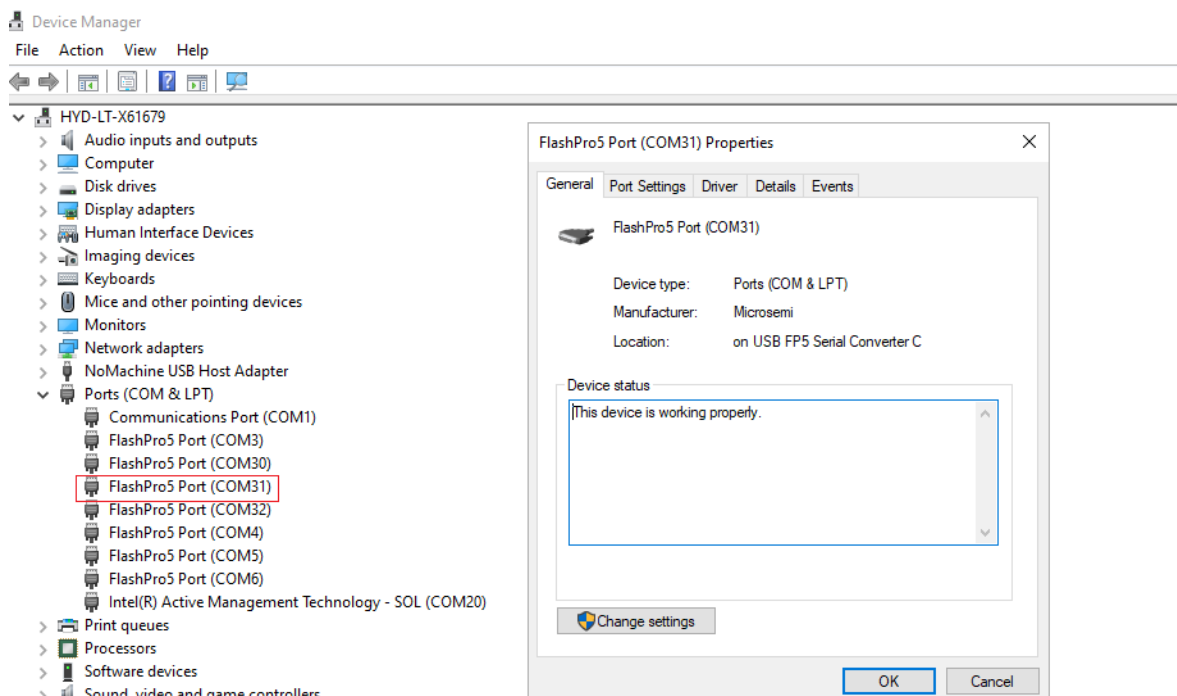 Device Manager
File Action View Help
HYD-LT-X61679
Audio inputs and outputs
Computer
Disk drives
Display adapters
Human Interface Devices
Imaging devices
Keyboards
Mice and other pointing devices
Monitors
Network adapters
NoMachine USB Host Adapter
Ports (COM & LPT)
Communications Port (COM1)
FlashPro5 Port (COM3)
FlashPro5 Port (COM30)
FlashPro5 Port (COM31)
FlashPro5 Port (COM32)
FlashPro5 Port (COM4)
FlashPro5 Port (COM5)
FlashPro5 Port (COM6)
Intel(R) Active Management Technology - SOL (COM20)
Print queues
Processors
Software devices
Sound, video and game controllers
FlashPro5 Port (COM31) Properties
General Port Settings Driver Details Events
FlashPro5 Port (COM31)
Device type: Ports (COM & LPT)
Manufacturer: Microsemi
Location: on USB FP5 Serial Converter C
Device status
This device is working properly.
Change settings
OK Cancel